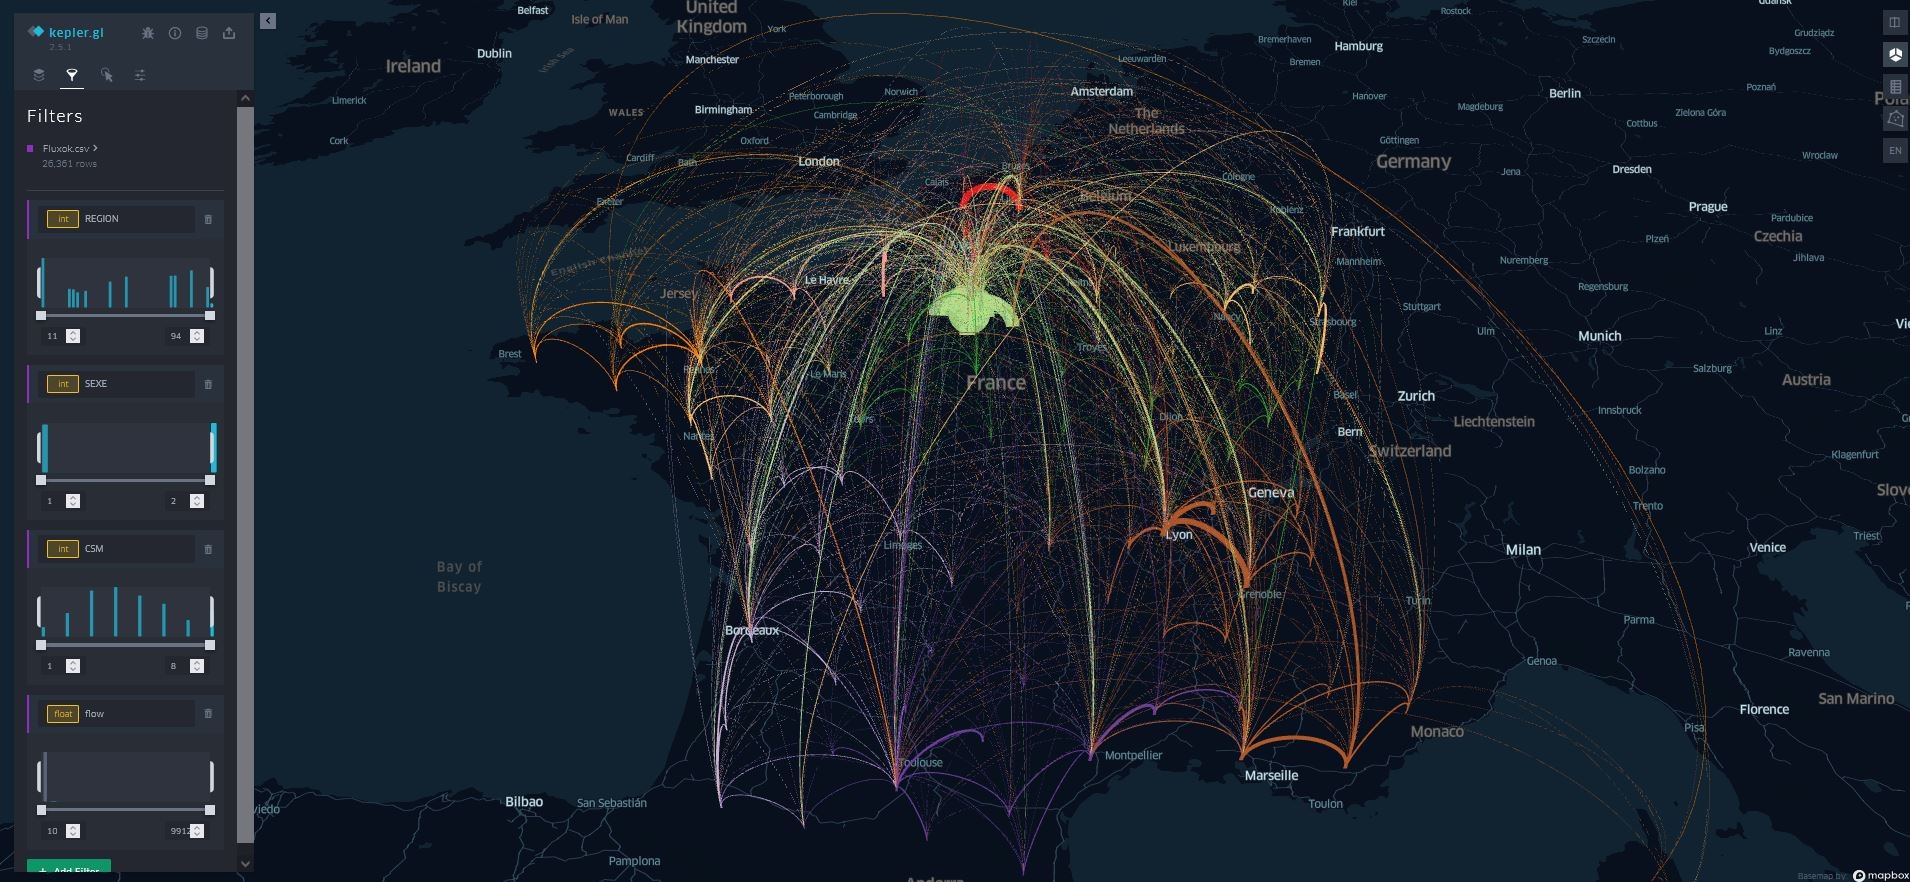 kepler.gl
2.5.1
Filters
Fluxok.csv
26,361 rows
int REGION
11 94
int SEXE
1 2
int CSM
1 8
float flow
10 9912
+ Add Filter
EN
Belfast
Isle of Man
United
Kingdom
York
Kiel
Rostock
Gdańsk
Grudziądz
Dublin
Irish Sea
Ireland
Manchester
Leeuwarden
Bremerhaven
Hamburg
Szczecin
Bydgoszcz
Bremen
Limerick
Peterborough
Norwich
Amsterdam
Hanover
Berlin
Poznań
WALES
Birmingham
Cambridge
The
Netherlands
Magdeburg
Cottbus
Zielona Góra
Cork
Oxford
Göttingen
Cardiff
Bath
London
Bruges
Germany
Wroclaw
Calais
Cologne
Jena
Dresden
Exeter
Belgium
Koblenz
Prague
Pardubice
English Channel
Luxembourg
Frankfurt
Plzeň
Czechia
Mannheim
Nuremberg
Jihlava
Jersey
Le Havre
Regensburg
Stuttgart
Nancy
Strasbourg
Ulm
Munich
Linz
Brest
Rennes
Le Mans
Troyes
France
Salzburg
Austria
Basel
Zurich
Innsbruck
Tours
Dijon
Liechtenstein
Nantes
Bern
Switzerland
Klagenfurt
Bolzano
Geneva
Trento
Lyon
Limoges
Milan
Venice
Triest
Bay of
Biscay
Grenoble
Turin
Parma
Bordeaux
Ravenna
Genoa
San Marino
Florence
Pisa
Monaco
Toulouse
Montpellier
Marseille
Bilbao
San Sebastián
Toulon
Pamplona
Andorra
Basemap by: mapbox